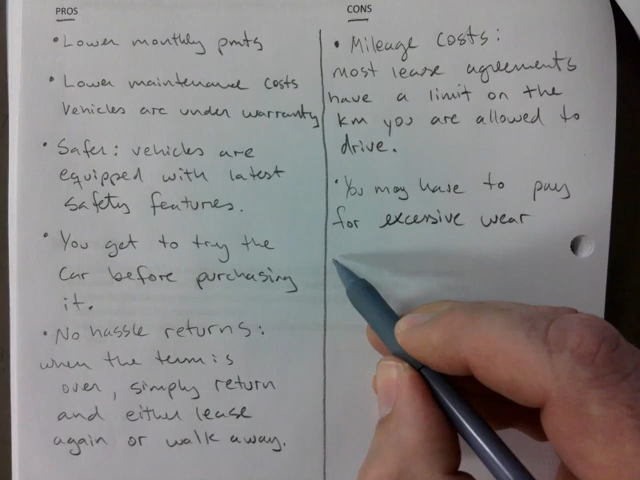 PROS
• Lower monthly pmts
• Lower maintenance costs
vehicles are under warranty
• Safer: vehicles are
equipped with latest
safety features.
• You get to try the
car before purchasing
it.
• No hassle returns:
when the term is
over, simply return
and either lease
again or walk away.
CONS
• Mileage costs:
most lease agreements
have a limit on the
km you are allowed to
drive.
• You may have to pay
for excessive wear